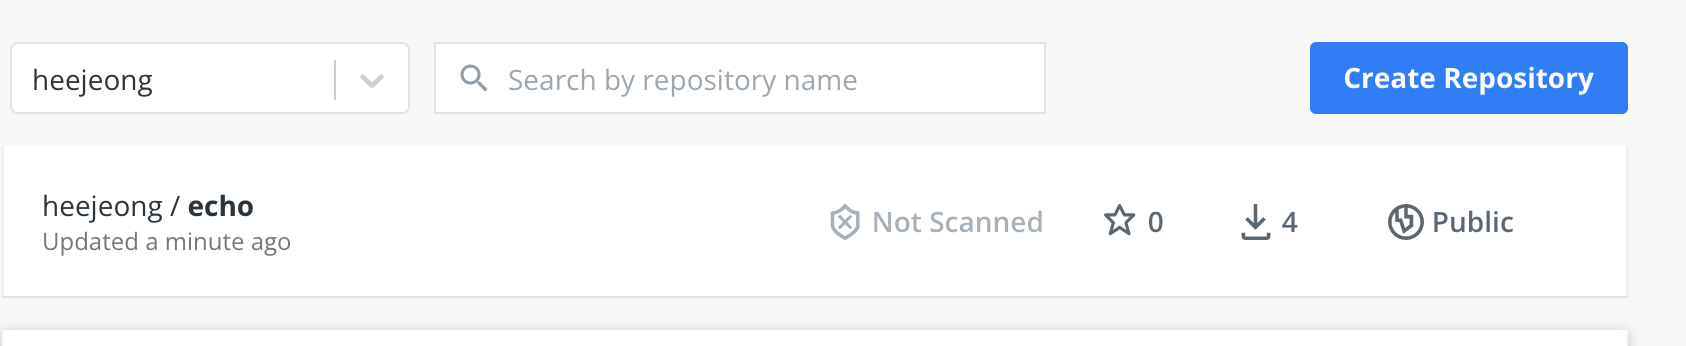 heejeong
Search by repository name
Create Repository
heejeong / echo
Updated a minute ago
Not Scanned
0
4
Public